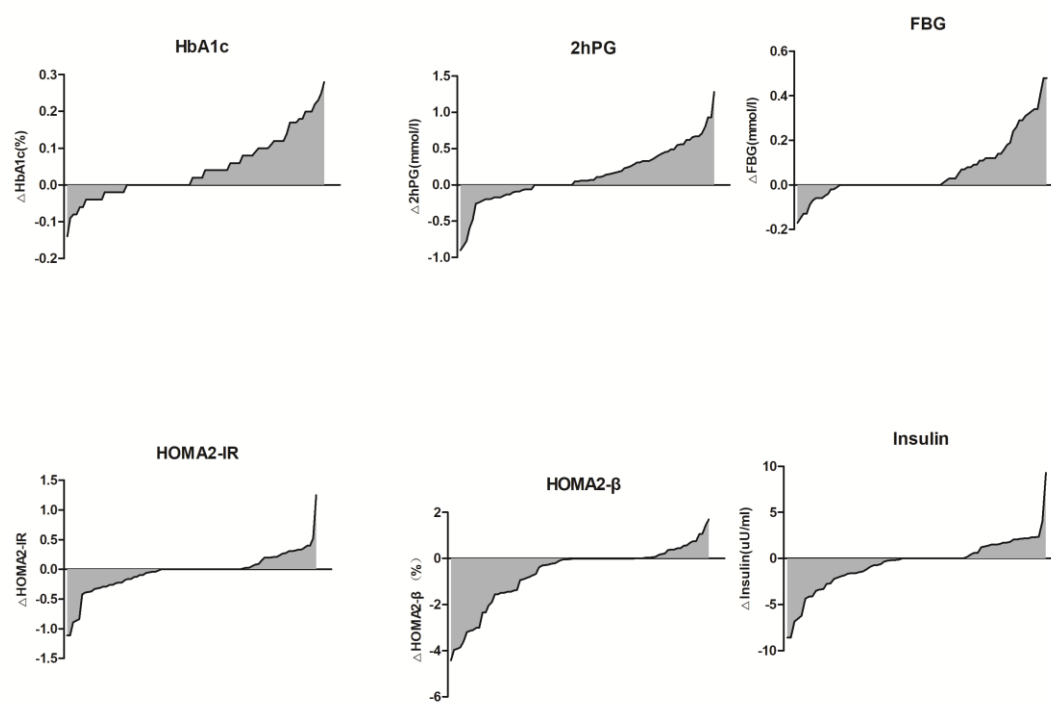 HbA1c
△HbA1c(%)
0.3
0.2
0.1
0.0
-0.1
-0.2
2hPG
△2hPG(mmol/l)
1.5
1.0
0.5
0.0
-0.5
-1.0
FBG
△FBG(mmol/l)
0.6
0.4
0.2
0.0
-0.2
HOMA2-IR
△HOMA2-IR
1.5
1.0
0.5
0.0
-0.5
-1.0
-1.5
HOMA2-β
△HOMA2-β (%)
2
0
-2
-4
-6
Insulin
△Insulin(uU/ml)
10
5
0
-5
-10